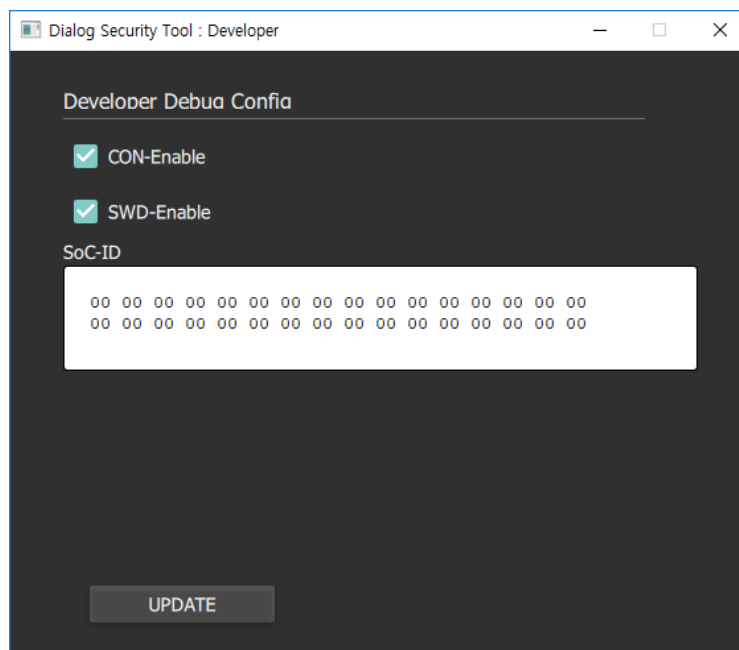 Dialog Security Tool : Developer
Developer Debug Config
CON-Enable
SWD-Enable
SoC-ID
00 00 00 00 00 00 00 00 00 00 00 00 00 00 00 00
00 00 00 00 00 00 00 00 00 00 00 00 00 00 00 00
UPDATE